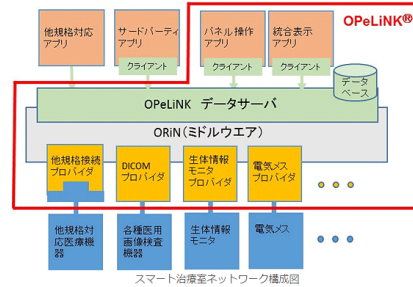 OPeLiNK®
他規格対応
アプリ
サードパーティ
アプリ
クライアント
パネル操作
アプリ
クライアント
統合表示
アプリ
クライアント
データ
ベース
OPeLiNK データサーバ
ORiN(ミドルウエア)
他規格接続
プロバイダ
DICOM
プロバイダ
生体情報
モニタ
プロバイダ
電気メス
プロバイダ
他規格対
応医療機
器
各種医用
画像検査機
器
生体情報
モニタ
電気メス
スマート治療室ネットワーク構成図